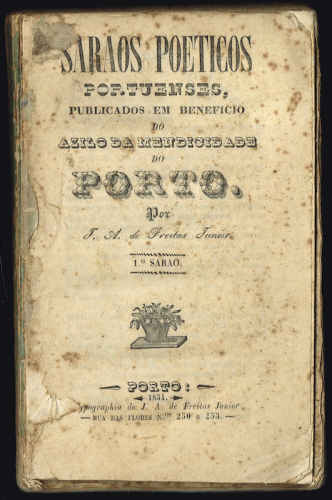 SARAOS POETICOS
PORTUENSES,
PUBLICADOS EM BENEFICIO
DO
AZILO DA MENDICIDADE
DO
PORTO.
Por
J. A. de Freitas Junior.
1.º SARAO.
PORTO:
1854.
Typographia de J. A. de Freitas Junior,
RUA DAS FLORES N.os 250 a 253.